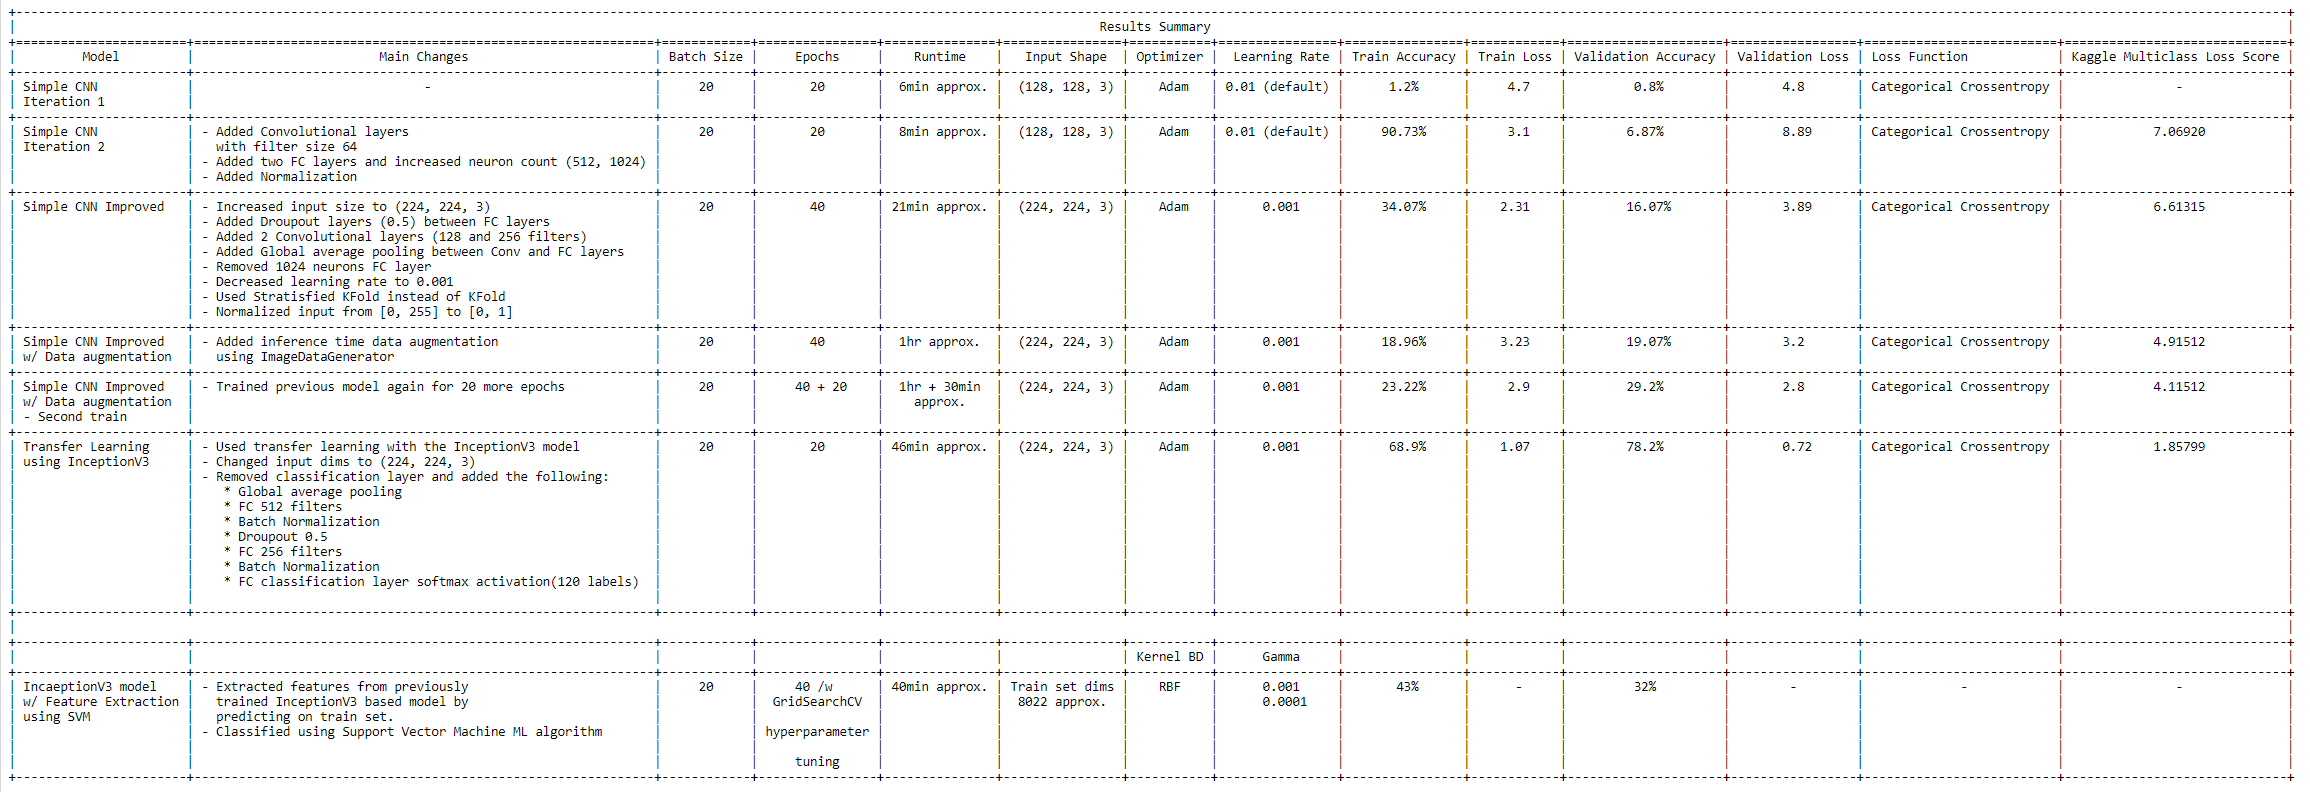 Results Summary
Model | Main Changes | Batch Size | Epochs | Runtime | Input Shape | Optimizer | Learning Rate | Train Accuracy | Train Loss | Validation Accuracy | Validation Loss | Loss Function | Kaggle Multiclass Loss Score
Simple CNN | - | 20 | 20 | 6min approx. | (128, 128, 3) | Adam | 0.01 (default) | 1.2% | 4.7 | 0.8% | 4.8 | Categorical Crossentropy | -
Iteration 1
Simple CNN | - Added Convolutional layers | 20 | 20 | 8min approx. | (128, 128, 3) | Adam | 0.01 (default) | 90.73% | 3.1 | 6.87% | 8.89 | Categorical Crossentropy | 7.06920
Iteration 2 | with filter size 64
- Added two FC layers and increased neuron count (512, 1024)
- Added Normalization
Simple CNN Improved | - Increased input size to (224, 224, 3) | 20 | 40 | 21min approx. | (224, 224, 3) | Adam | 0.001 | 34.07% | 2.31 | 16.07% | 3.89 | Categorical Crossentropy | 6.61315
- Added Droupout layers (0.5) between FC layers
- Added 2 Convolutional layers (128 and 256 filters)
- Added Global average pooling between Conv and FC layers
- Removed 1024 neurons FC layer
- Decreased learning rate to 0.001
- Used Stratisfied KFold instead of KFold
- Normalized input from [0, 255] to [0, 1]
Simple CNN Improved | - Added inference time data augmentation | 20 | 40 | 1hr approx. | (224, 224, 3) | Adam | 0.001 | 18.96% | 3.23 | 19.07% | 3.2 | Categorical Crossentropy | 4.91512
w/ Data augmentation | using ImageDataGenerator
Simple CNN Improved | - Trained previous model again for 20 more epochs | 20 | 40 + 20 | 1hr + 30min | (224, 224, 3) | Adam | 0.001 | 23.22% | 2.9 | 29.2% | 2.8 | Categorical Crossentropy | 4.11512
w/ Data augmentation | approx.
- Second train
Transfer Learning | - Used transfer learning with the InceptionV3 model | 20 | 20 | 46min approx. | (224, 224, 3) | Adam | 0.001 | 68.9% | 1.07 | 78.2% | 0.72 | Categorical Crossentropy | 1.85799
using InceptionV3 | - Changed input dims to (224, 224, 3)
- Removed classification layer and added the following:
* Global average pooling
* FC 512 filters
* Batch Normalization
* Droupout 0.5
* FC 256 filters
* Batch Normalization
* FC classification layer softmax activation(120 labels)
Kernel BD | Gamma
IncaeptionV3 model | - Extracted features from previously | 20 | 40 /w | 40min approx. | Train set dims | RBF | 0.001 | 43% | - | 32% | - | - | -
w/ Feature Extraction | trained InceptionV3 based model by | GridSearchCV | 8022 approx. | 0.0001
using SVM | predicting on train set.
- Classified using Support Vector Machine ML algorithm | hyperparameter
tuning